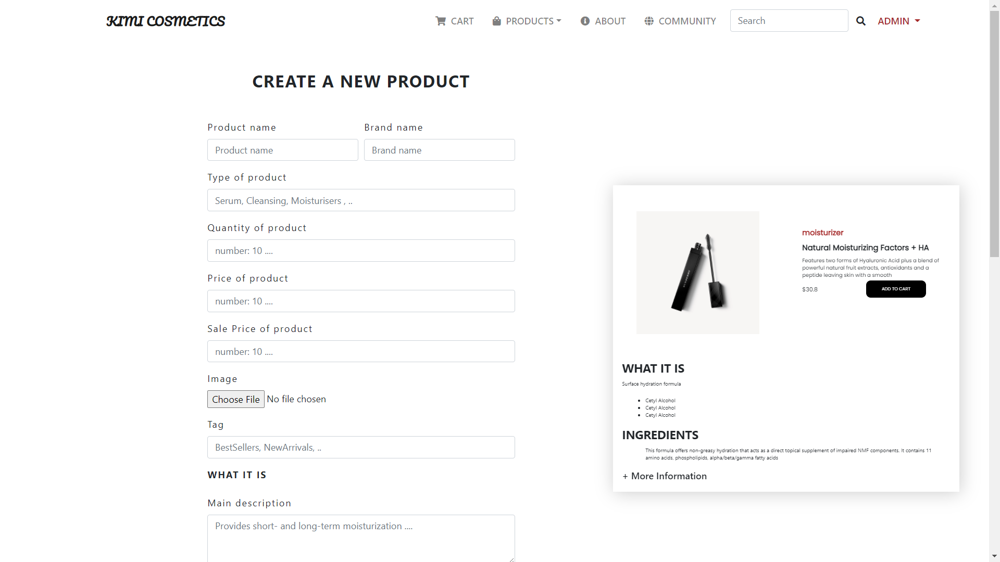 KIMI COSMETICS
CART
PRODUCTS
ABOUT
COMMUNITY
Search
ADMIN
CREATE A NEW PRODUCT
Product name
Brand name
Product name
Brand name
Type of product
Serum, Cleansing, Moisturisers , ..
Quantity of product
number: 10 ....
Price of product
number: 10 ....
Sale Price of product
number: 10 ....
Image
Choose File No file chosen
Tag
BestSellers, NewArrivals, ..
WHAT IT IS
Main description
Provides short- and long-term moisturization ....
moisturizer
Natural Moisturizing Factors + HA
Features two forms of Hyaluronic Acid plus a blend of
powerful natural fruit extracts, antioxidants and a
peptide leaving skin with a smooth
$30.8
ADD TO CART
WHAT IT IS
Surface hydration formula
Cetyl Alcohol
Cetyl Alcohol
Cetyl Alcohol
INGREDIENTS
This formula offers non-greasy hydration that acts as a direct topical supplement of impaired NMF components. It contains 11
amino acids, phospholipids, alpha/beta/gamma fatty acids
+ More Information